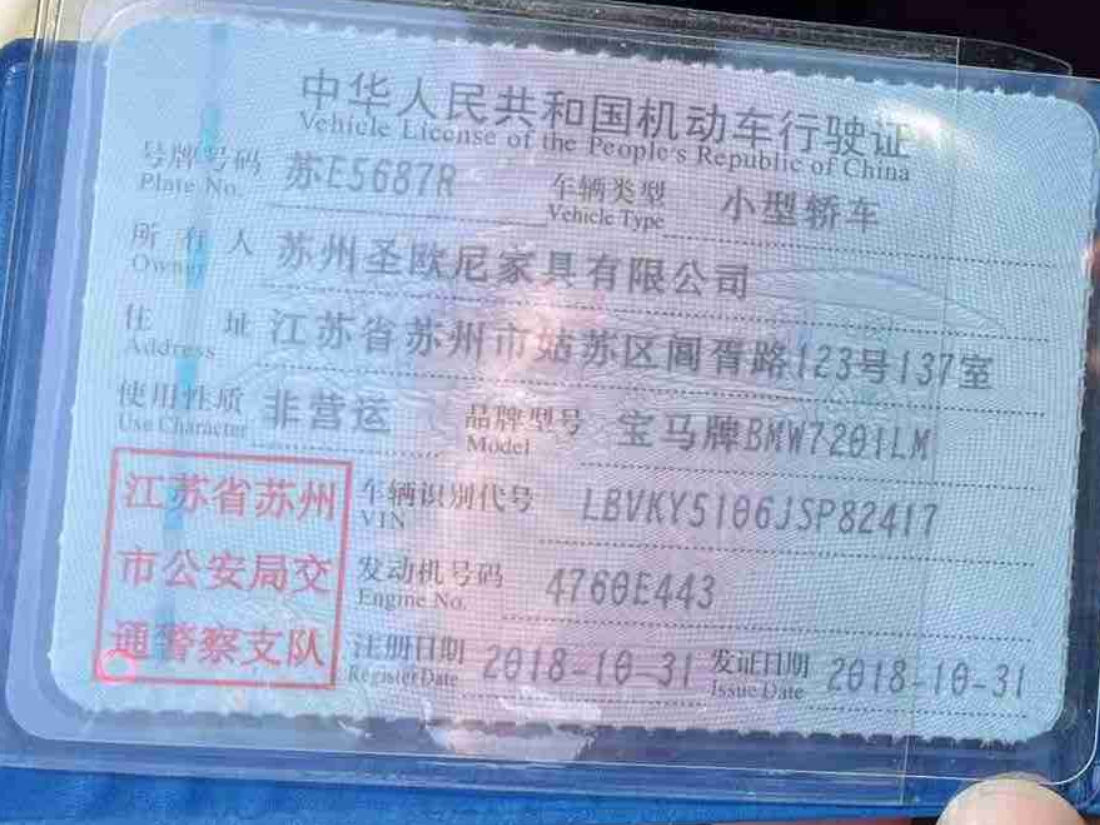 中华人民共和国机动车行驶证
Vehicle License of the People's Republic of China
号牌号码 苏E5687R 车辆类型 小型轿车
Plate No. Vehicle Type
所有人 苏州圣欧尼家具有限公司
Owner
住址 江苏省苏州市姑苏区阊胥路123号137室
Address
使用性质 非营运 品牌型号 宝马牌BMW7201LM
Use Character Model
江苏省苏州 车辆识别代号 LBVKY5106JSP82417
VIN
市公安局交 发动机号码 4760E443
Engine No.
通警察支队 注册日期 2018-10-31 发证日期 2018-10-31
Register Date Issue Date